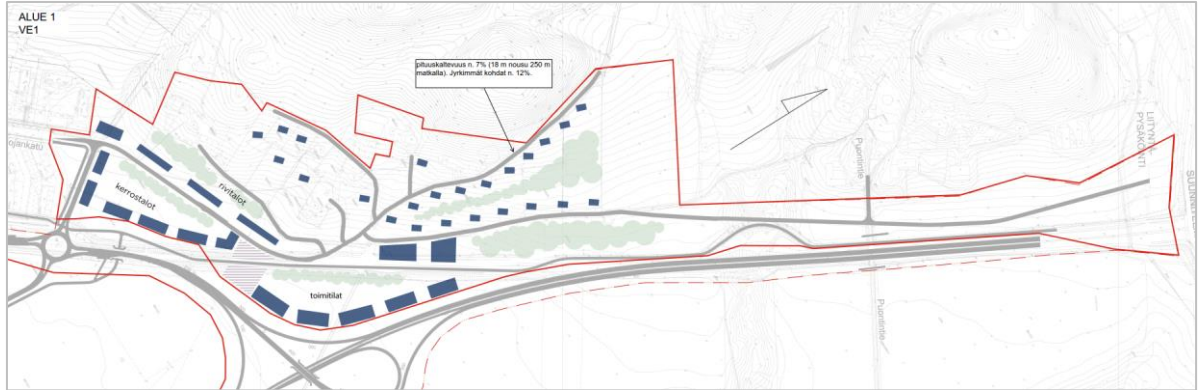 ALUE 1
VE1
pituuskaltevuus n. 7% (18 m nousu 250 m
matkalla). Jyrkimmät kohdat n. 12%.
ojankatu
kerrostalot
rivitalot
toimitilat
Puontintie
Puontintie
LIITYNTÄ-
PYSÄKÖINTI